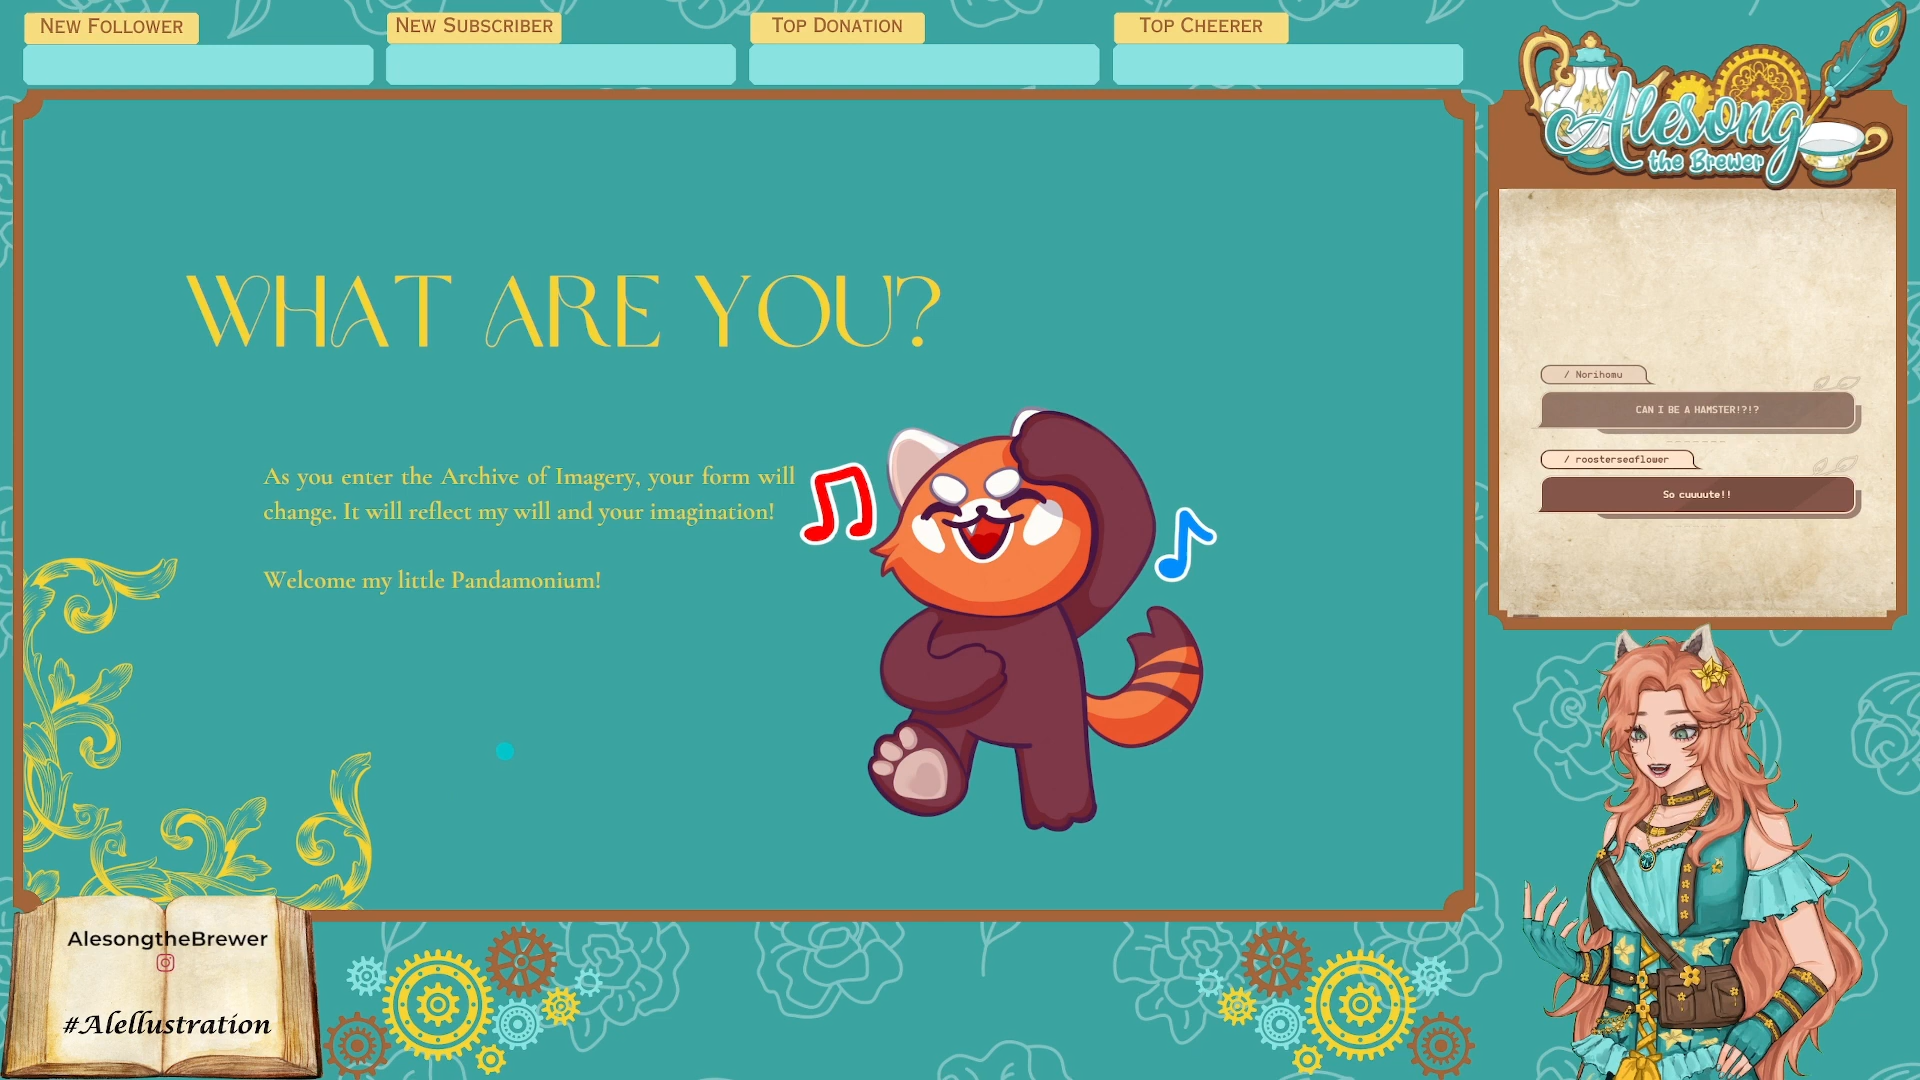 New Follower
New Subscriber
Top Donation
Top Cheerer
Alesong
the Brewer
WHAT ARE YOU?
As you enter the Archive of Imagery, your form will
change. It will reflect my will and your imagination!
Welcome my little Pandamonium!
/ Norihomu
CAN I BE A HAMSTER!?!?
/ roosterseaflower
So cuuuute!!
AlesongtheBrewer
#Alellustration